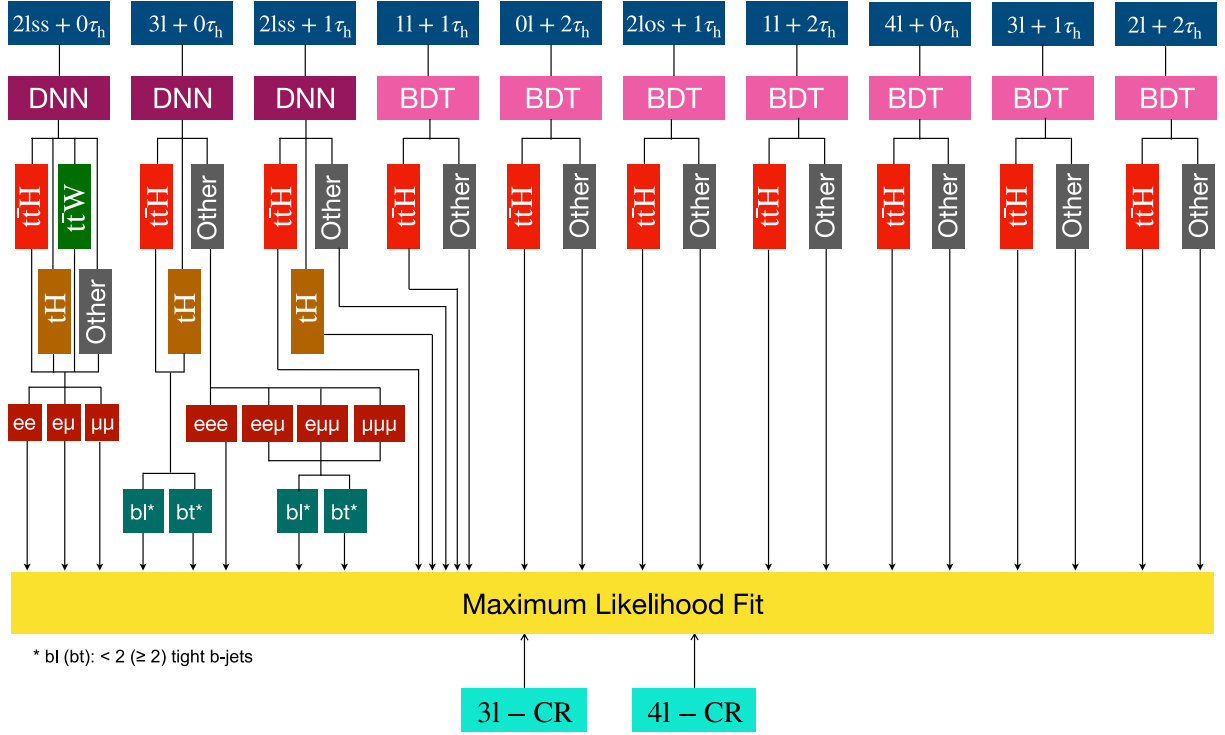 2lss + 0τh 3l + 0τh 2lss + 1τh 1l + 1τh 0l + 2τh 2los + 1τh 1l + 2τh 4l + 0τh 3l + 1τh 2l + 2τh
DNN DNN DNN BDT BDT BDT BDT BDT BDT BDT
tt̄H tt̄W tt̄H Other tt̄H Other tt̄H Other tt̄H Other tt̄H Other tt̄H Other tt̄H Other tt̄H Other tt̄H Other
tH Other tH tH
ee eμ μμ eee eeμ eμμ μμμ
bl* bt* bl* bt*
Maximum Likelihood Fit
* bl (bt): < 2 (≥ 2) tight b-jets
3l – CR 4l – CR